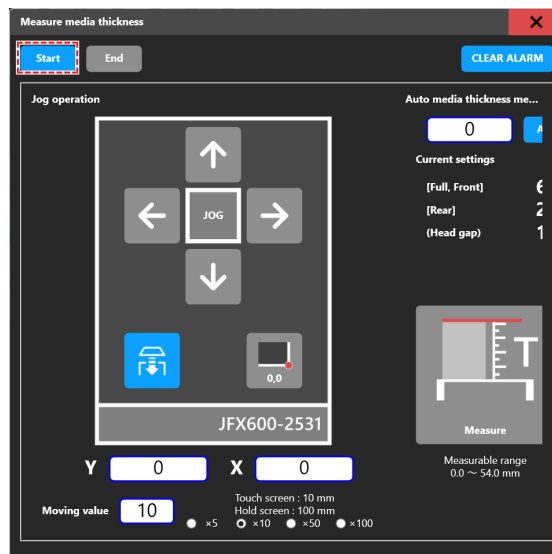 Measure media thickness
Start
End
CLEAR ALARM
Jog operation
Auto media thickness me...
0
Current settings
[Full, Front]
[Rear]
(Head gap)
JOG
0,0
JFX600-2531
T
Measure
Measurable range
0.0 ～ 54.0 mm
Y 0 X 0
Touch screen : 10 mm
Hold screen : 100 mm
Moving value 10
×5 ×10 ×50 ×100